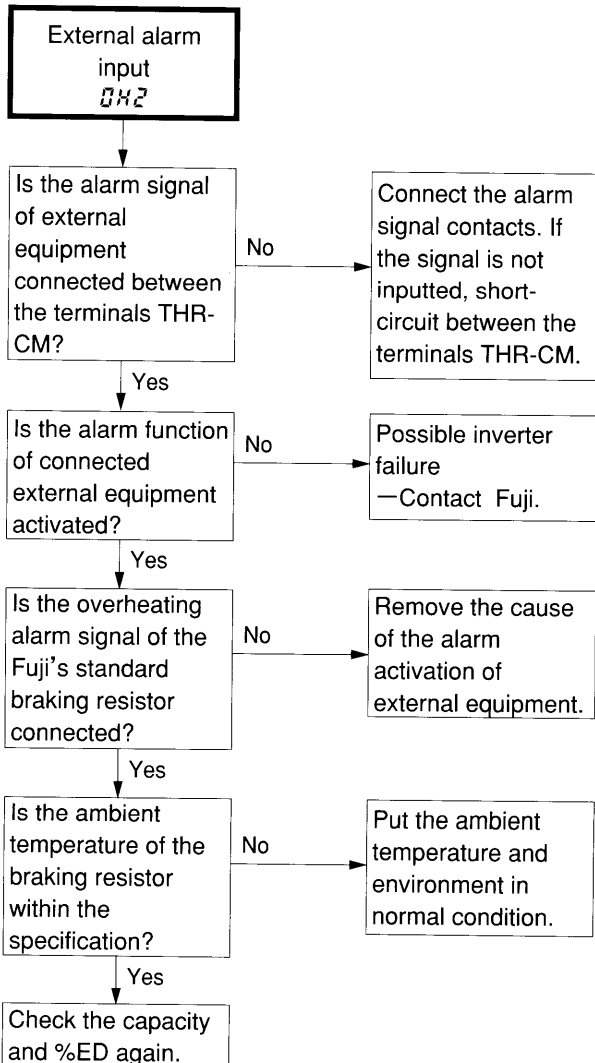 External alarm
input
OH2
Is the alarm signal
of external
equipment
connected between
the terminals THR-
CM?
No
Connect the alarm
signal contacts. If
the signal is not
inputted, short-
circuit between the
terminals THR-CM.
Yes
Is the alarm function
of connected
external equipment
activated?
No
Possible inverter
failure
—Contact Fuji.
Yes
Is the overheating
alarm signal of the
Fuji's standard
braking resistor
connected?
No
Remove the cause
of the alarm
activation of
external equipment.
Yes
Is the ambient
temperature of the
braking resistor
within the
specification?
No
Put the ambient
temperature and
environment in
normal condition.
Yes
Check the capacity
and %ED again.